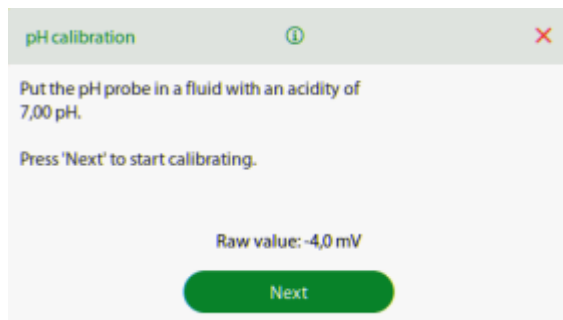 pH calibration
Put the pH probe in a fluid with an acidity of
7,00 pH.
Press 'Next' to start calibrating.
Raw value: -4,0 mV
Next